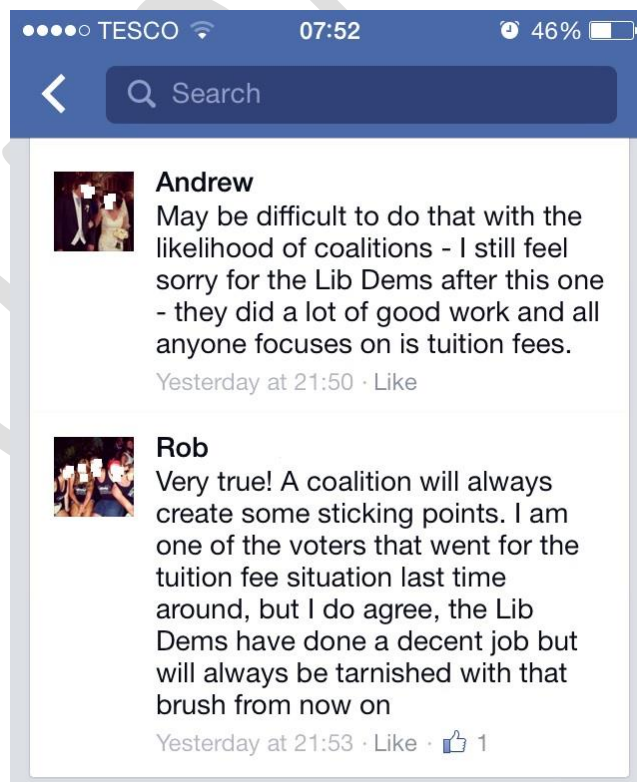 TESCO 07:52 46%
Search
Andrew
May be difficult to do that with the
likelihood of coalitions - I still feel
sorry for the Lib Dems after this one
- they did a lot of good work and all
anyone focuses on is tuition fees.
Yesterday at 21:50 · Like
Rob
Very true! A coalition will always
create some sticking points. I am
one of the voters that went for the
tuition fee situation last time
around, but I do agree, the Lib
Dems have done a decent job but
will always be tarnished with that
brush from now on
Yesterday at 21:53 · Like · 1